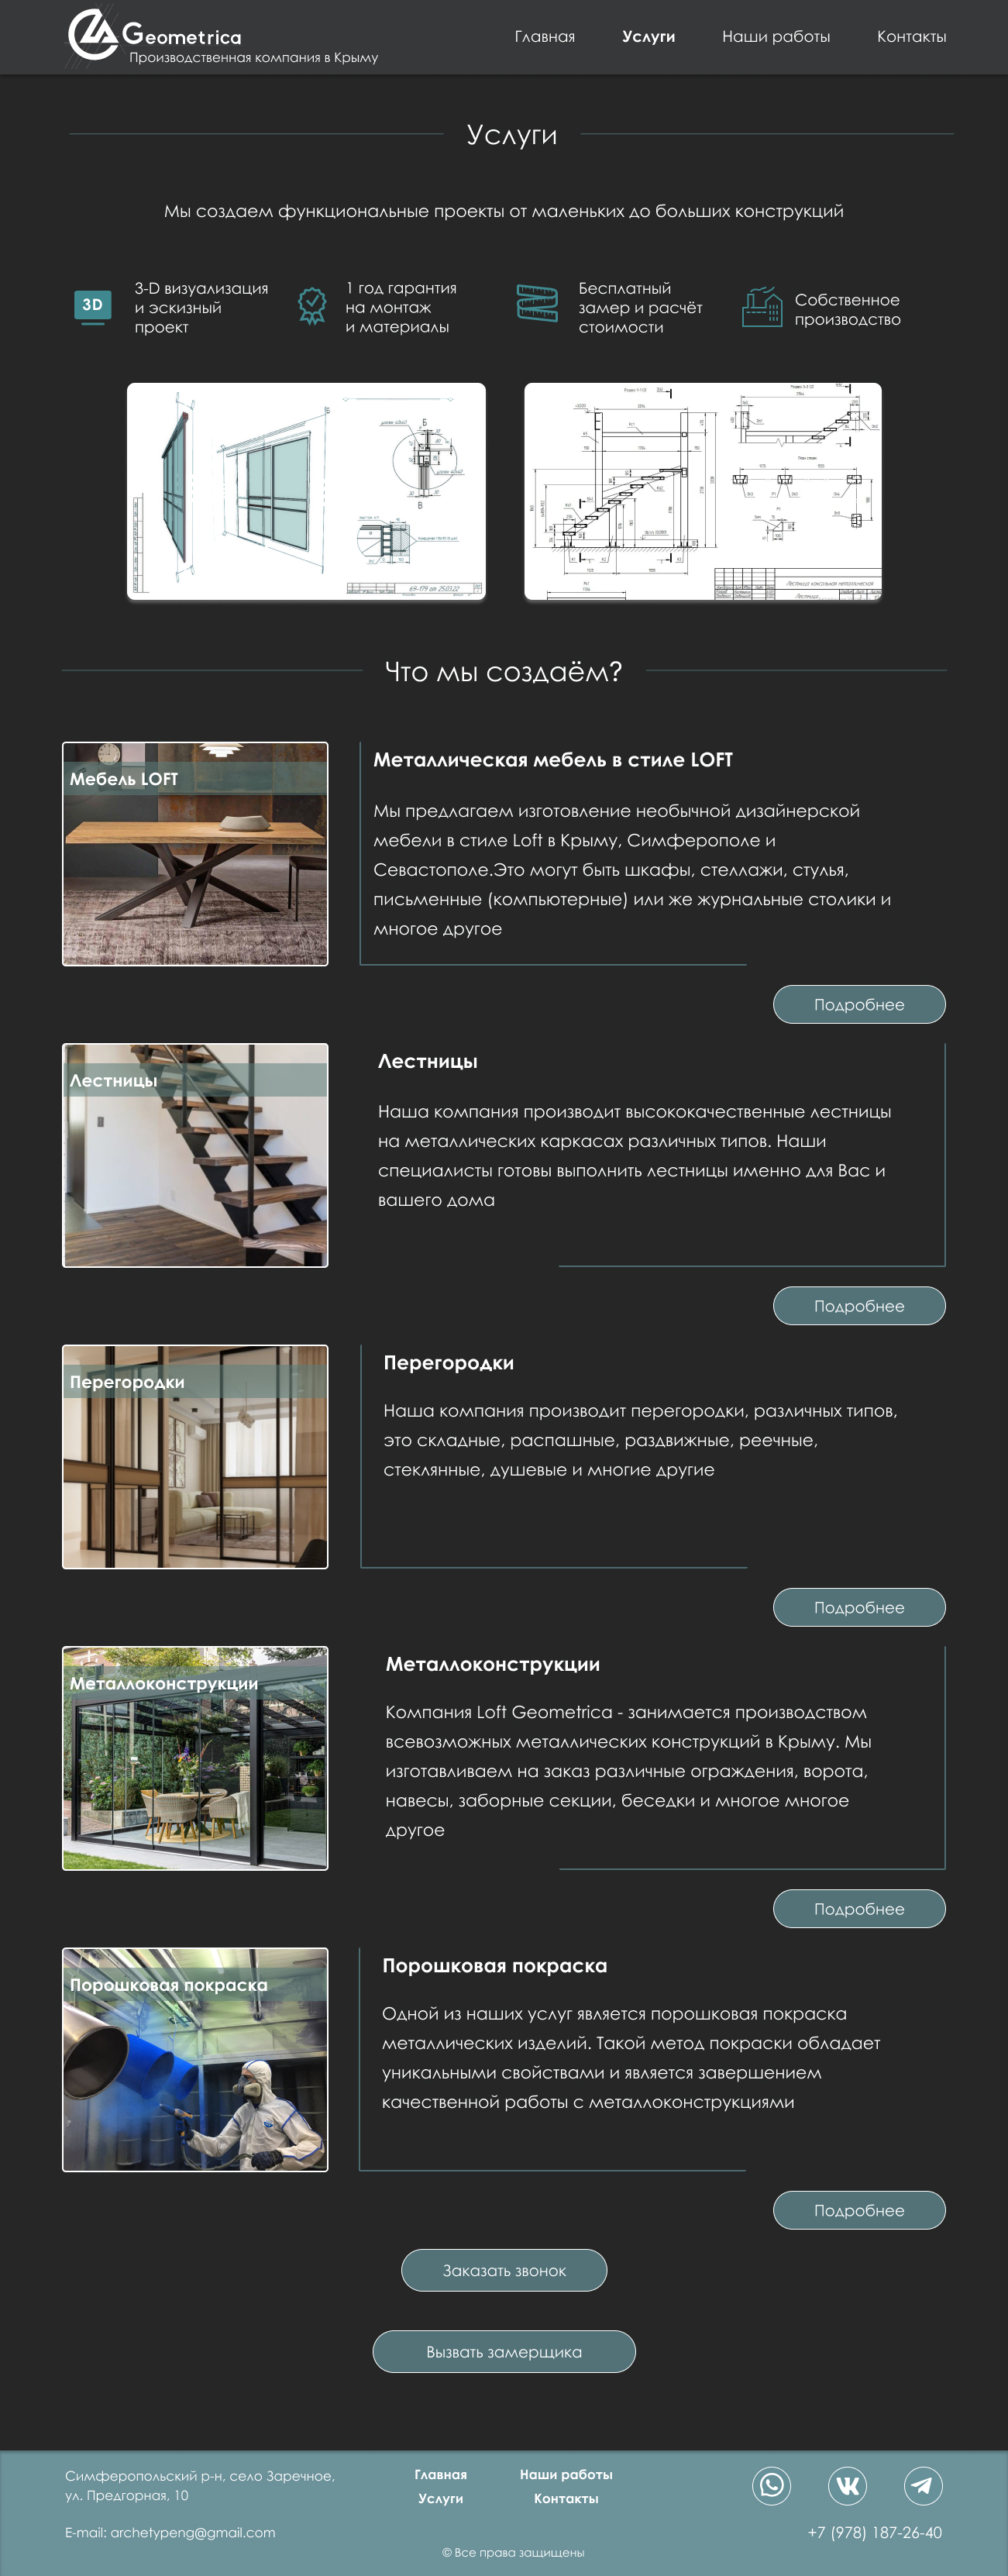 Geometrica
Производственная компания в Крыму
Главная
Услуги
Наши работы
Контакты
Услуги
Мы создаем функциональные проекты от маленьких до больших конструкций
3D
3-D визуализация
и эскизный
проект
1 год гарантия
на монтаж
и материалы
Бесплатный
замер и расчёт
стоимости
Собственное
производство
Б
В
69-179 от 25.03.22
Лестница консольная металлическая
Лестница
Что мы создаём?
Мебель LOFT
Металлическая мебель в стиле LOFT
Мы предлагаем изготовление необычной дизайнерской
мебели в стиле Loft в Крыму, Симферополе и
Севастополе.Это могут быть шкафы, стеллажи, стулья,
письменные (компьютерные) или же журнальные столики и
многое другое
Подробнее
Лестницы
Лестницы
Наша компания производит высококачественные лестницы
на металлических каркасах различных типов. Наши
специалисты готовы выполнить лестницы именно для Вас и
вашего дома
Подробнее
Перегородки
Перегородки
Наша компания производит перегородки, различных типов,
это складные, распашные, раздвижные, реечные,
стеклянные, душевые и многие другие
Подробнее
Металлоконструкции
Металлоконструкции
Компания Loft Geometrica - занимается производством
всевозможных металлических конструкций в Крыму. Мы
изготавливаем на заказ различные ограждения, ворота,
навесы, заборные секции, беседки и многое многое
другое
Подробнее
Порошковая покраска
Порошковая покраска
Одной из наших услуг является порошковая покраска
металлических изделий. Такой метод покраски обладает
уникальными свойствами и является завершением
качественной работы с металлоконструкциями
Подробнее
Заказать звонок
Вызвать замерщика
Симферопольский р-н, село Заречное,
ул. Предгорная, 10
E-mail: archetypeng@gmail.com
Главная
Наши работы
Услуги
Контакты
+7 (978) 187-26-40
© Все права защищены